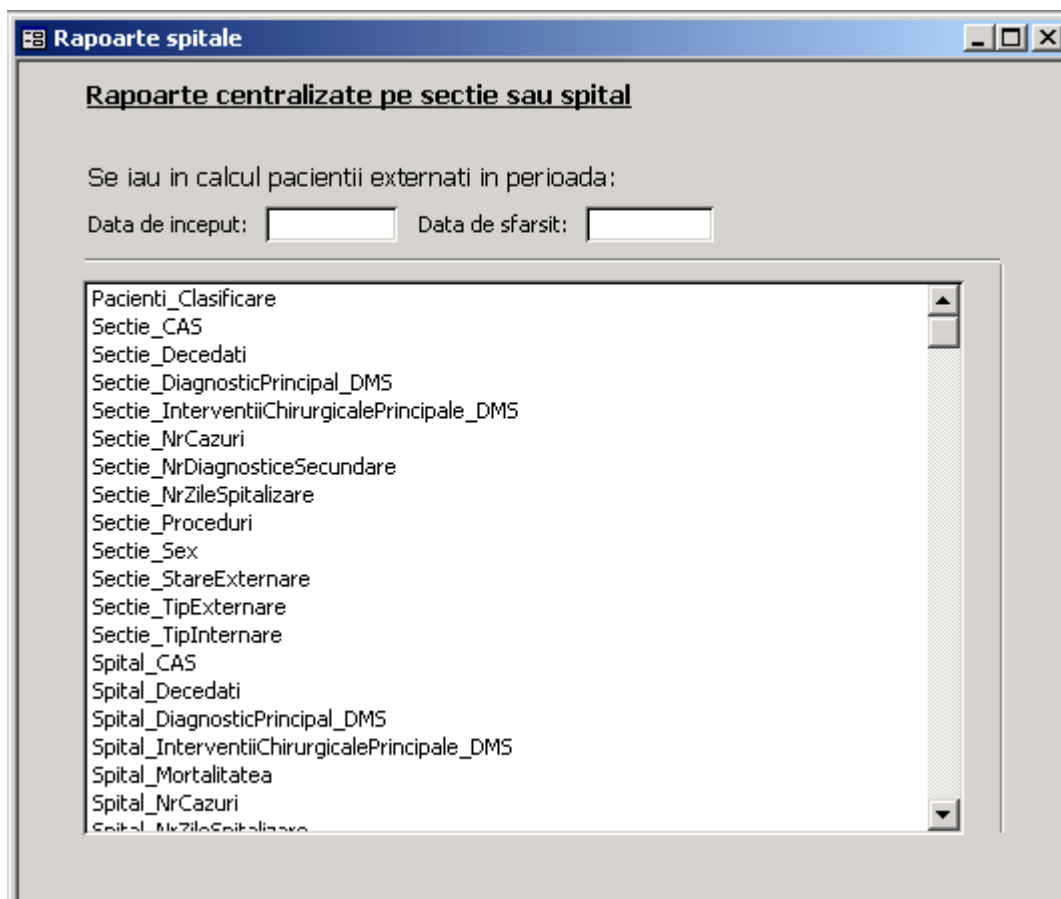 Rapoarte spitale
Rapoarte centralizate pe sectie sau spital
Se iau in calcul pacientii externati in perioada:
Data de inceput: Data de sfarsit:
Pacienti_Clasificare
Sectie_CAS
Sectie_Decedati
Sectie_DiagnosticPrincipal_DMS
Sectie_InterventiiChirurgicalePrincipale_DMS
Sectie_NrCazuri
Sectie_NrDiagnosticeSecundare
Sectie_NrZileSpitalizare
Sectie_Proceduri
Sectie_Sex
Sectie_StareExternare
Sectie_TipExternare
Sectie_TipInternare
Spital_CAS
Spital_Decedati
Spital_DiagnosticPrincipal_DMS
Spital_InterventiiChirurgicalePrincipale_DMS
Spital_Mortalitatea
Spital_NrCazuri
Spital_NrZileSpitalizare